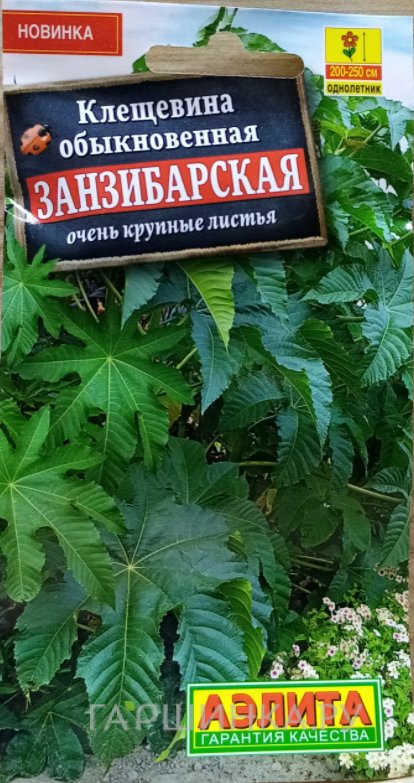 НОВИНКА
200-250 см
ОДНОЛЕТНИК
Клещевина
обыкновенная
ЗАНЗИБАРСКАЯ
очень крупные листья
АЭЛИТА
ГАРАНТИЯ КАЧЕСТВА